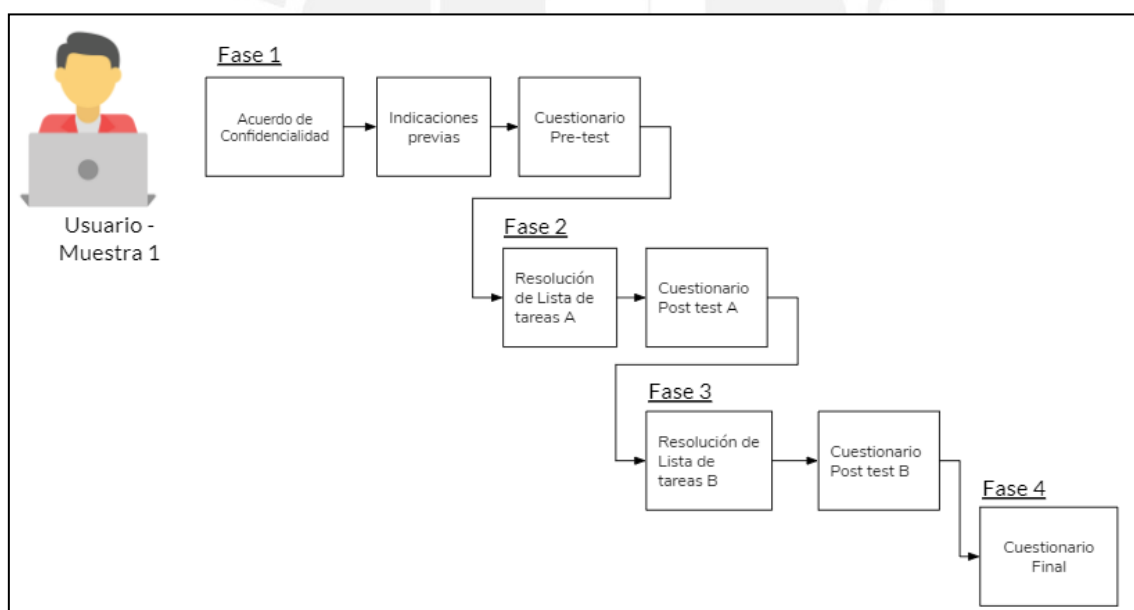 Fase 1
Acuerdo de
Confidencialidad
Indicaciones
previas
Cuestionario
Pre-test
Usuario -
Muestra 1
Fase 2
Resolución
de Lista de
tareas A
Cuestionario
Post test A
Fase 3
Resolución de
Lista de
tareas B
Cuestionario
Post test B
Fase 4
Cuestionario
Final